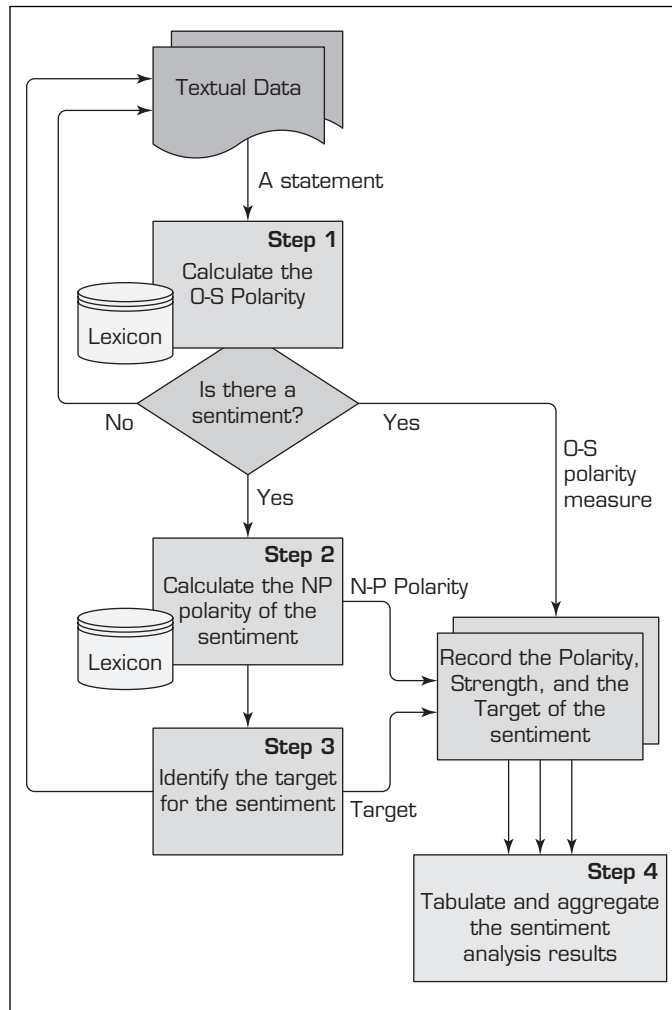 Textual Data
A statement
Step 1
Calculate the
O-S Polarity
Lexicon
Is there a
sentiment?
No
Yes
O-S
polarity
measure
Yes
Step 2
Calculate the NP
polarity of the
sentiment
N-P Polarity
Lexicon
Record the Polarity,
Strength, and the
Target of the
sentiment
Step 3
Identify the target
for the sentiment
Target
Step 4
Tabulate and aggregate
the sentiment
analysis results